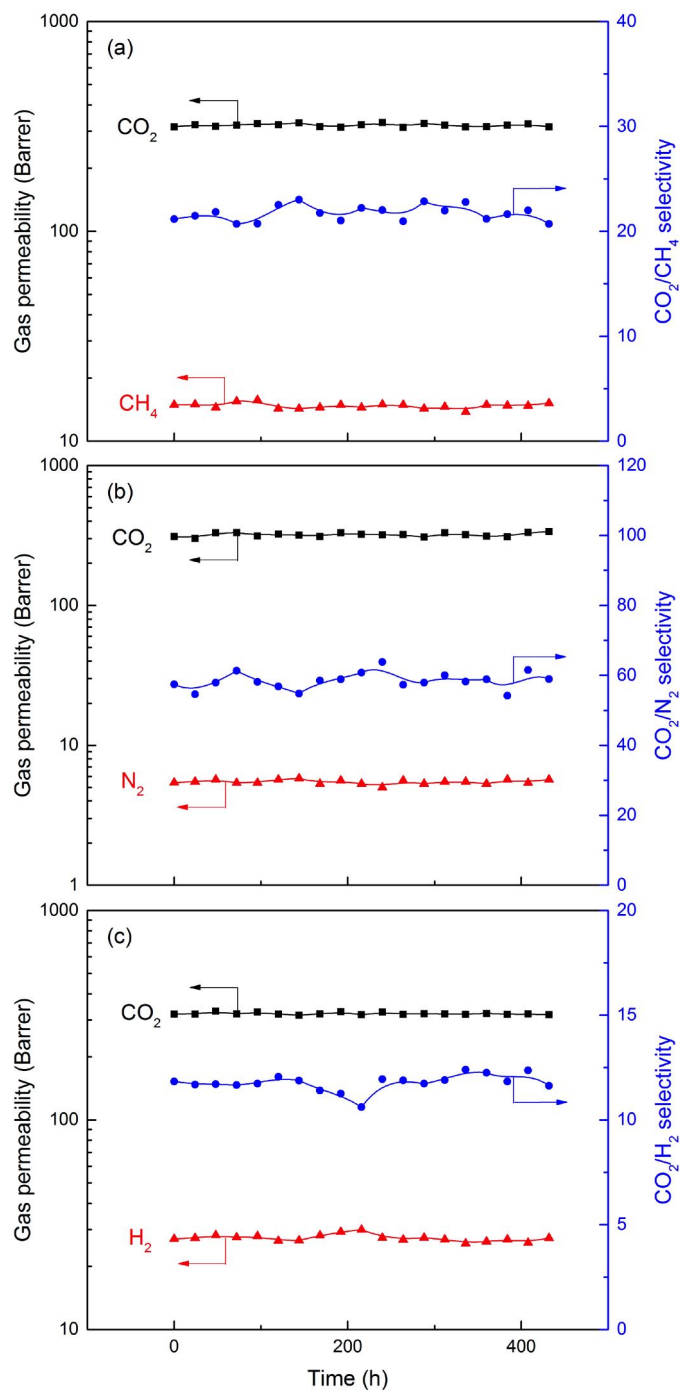 (a)
1000
100
10
Gas permeability (Barrer)
CO₂
CH₄
40
30
20
10
0
CO₂/CH₄ selectivity
(b)
1000
100
10
1
Gas permeability (Barrer)
CO₂
N₂
120
100
80
60
40
20
0
CO₂/N₂ selectivity
(c)
1000
100
10
Gas permeability (Barrer)
CO₂
H₂
20
15
10
5
0
CO₂/H₂ selectivity
0 200 400
Time (h)